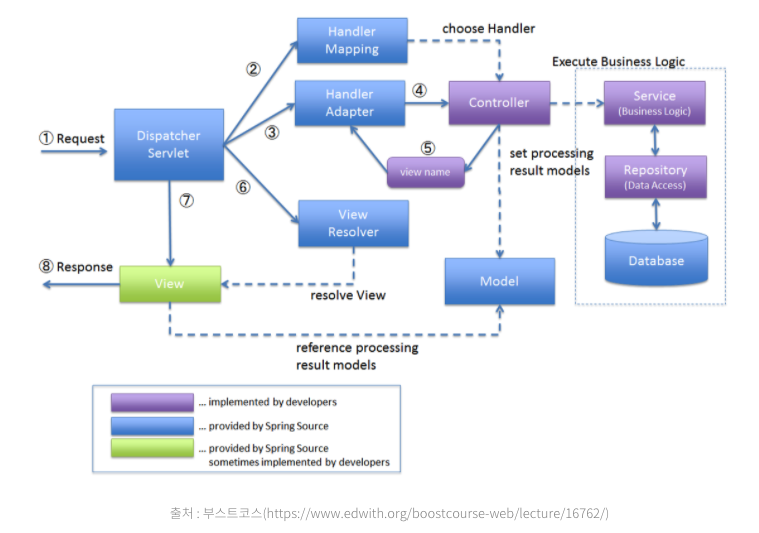 Handler
Mapping
choose Handler
②
Execute Business Logic
Handler
Adapter
④
Controller
Service
(Business Logic)
① Request
Dispatcher
Servlet
③
⑤
view name
set processing
result models
Repository
(Data Access)
⑥
⑦
View
Resolver
Database
⑧ Response
View
resolve View
Model
reference processing
result models
... implemented by developers
... provided by Spring Source
... provided by Spring Source
sometimes implemented by developers
출처 : 부스트코스(https://www.edwith.org/boostcourse-web/lecture/16762/)